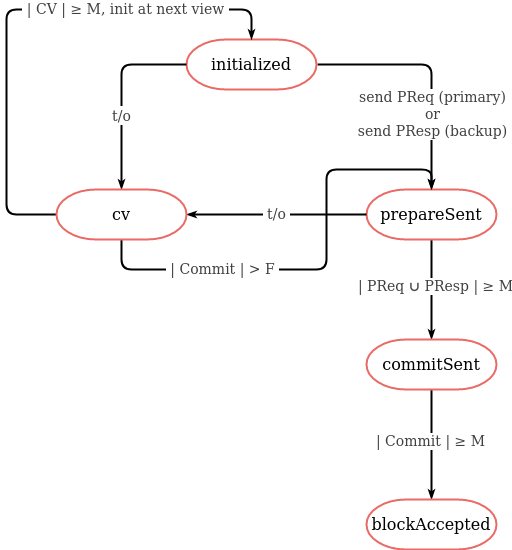 | CV | ≥ M, init at next view
initialized
send PReq (primary)
or
send PResp (backup)
t/o
cv
t/o
prepareSent
| Commit | > F
| PReq ∪ PResp | ≥ M
commitSent
| Commit | ≥ M
blockAccepted